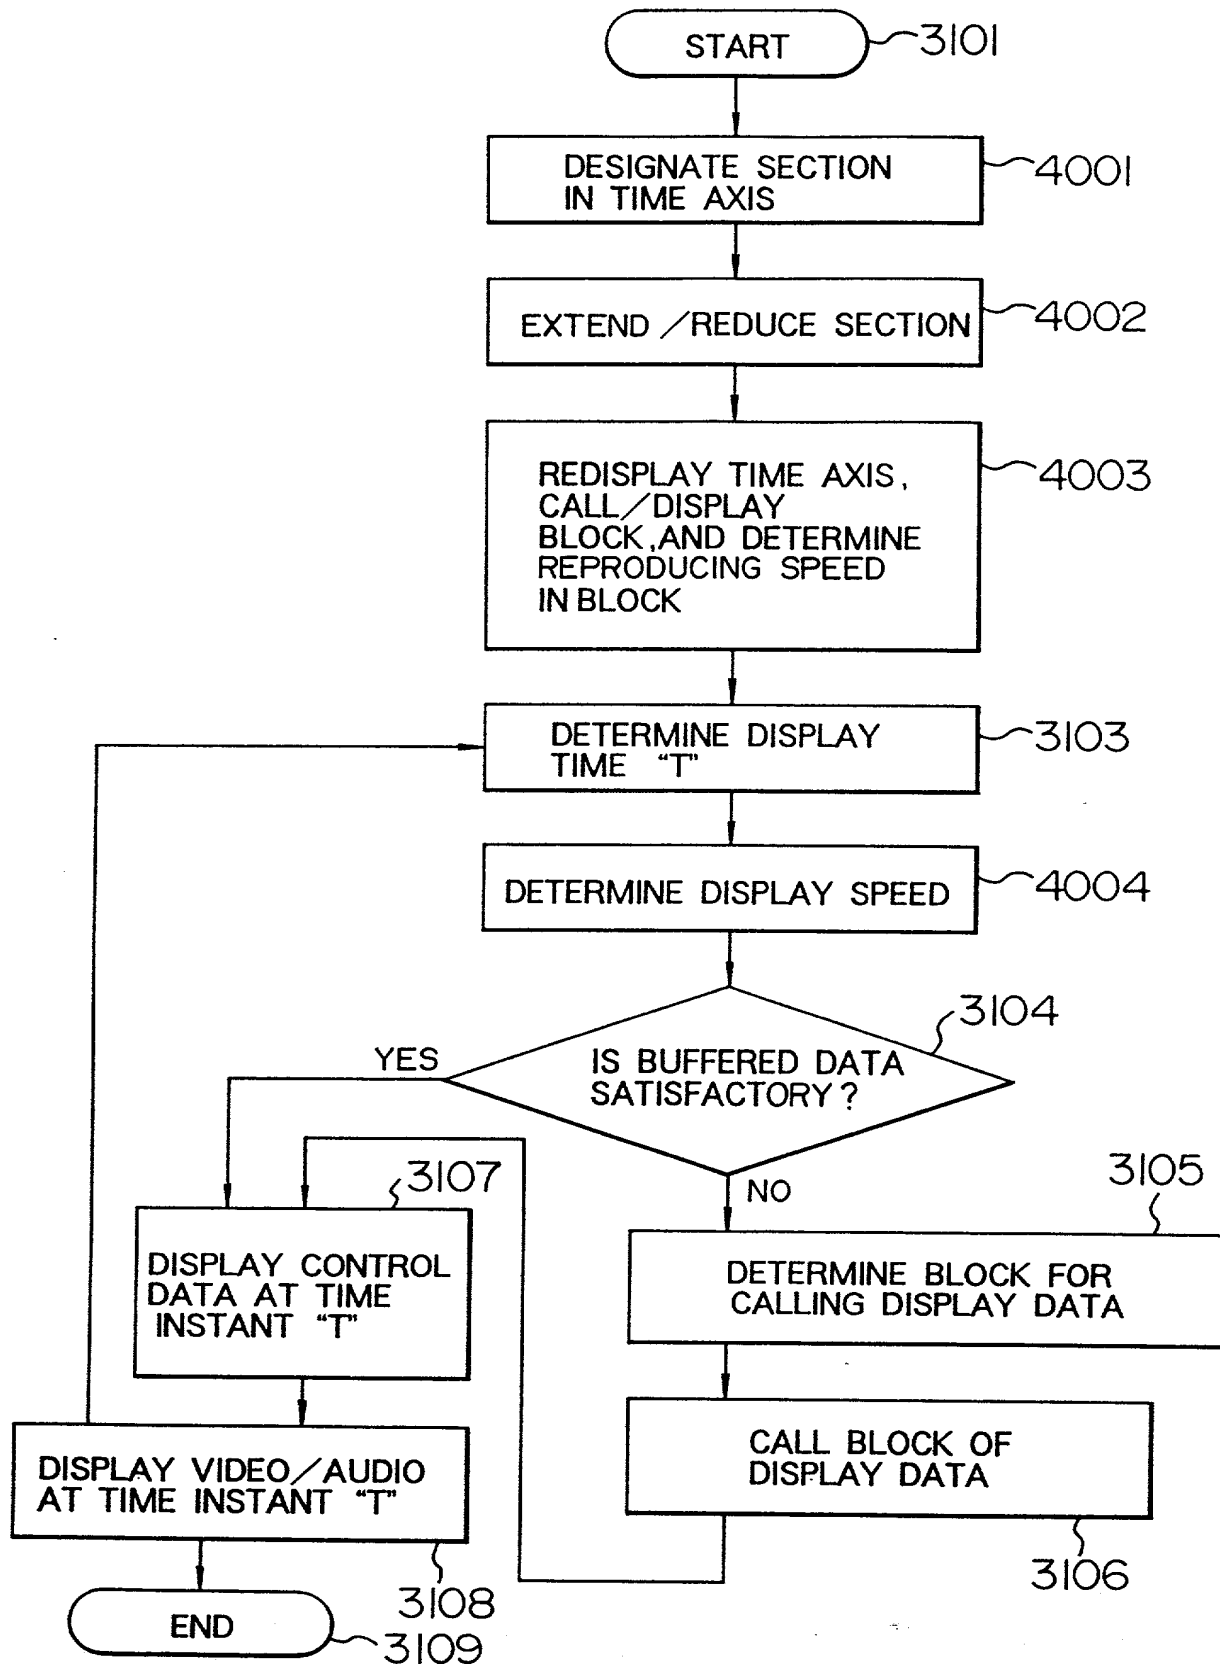 START
3101
DESIGNATE SECTION
IN TIME AXIS
4001
EXTEND/REDUCE SECTION
4002
REDISPLAY TIME AXIS,
CALL/DISPLAY
BLOCK, AND DETERMINE
REPRODUCING SPEED
IN BLOCK
4003
DETERMINE DISPLAY
TIME "T"
3103
DETERMINE DISPLAY SPEED
4004
3104
IS BUFFERED DATA
SATISFACTORY?
YES
NO
3107
DISPLAY CONTROL
DATA AT TIME
INSTANT "T"
3105
DETERMINE BLOCK FOR
CALLING DISPLAY DATA
CALL BLOCK OF
DISPLAY DATA
3106
DISPLAY VIDEO/AUDIO
AT TIME INSTANT "T"
3108
END
3109